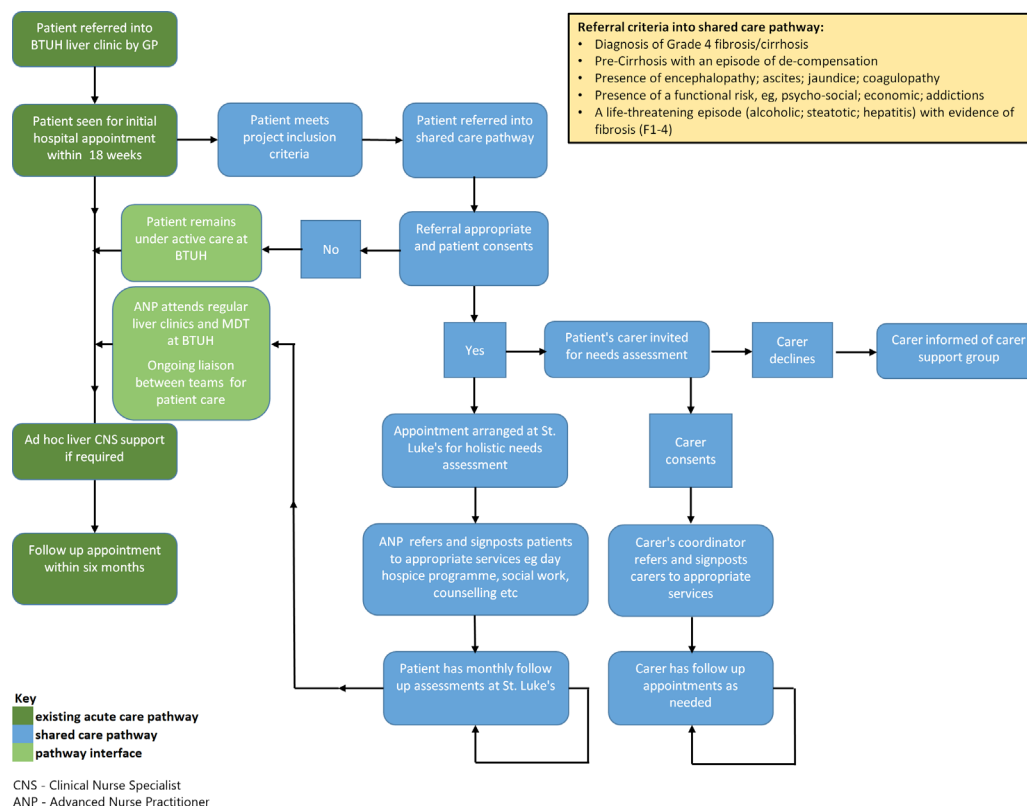 Patient referred into
BTUH liver clinic by GP
Referral criteria into shared care pathway:
• Diagnosis of Grade 4 fibrosis/cirrhosis
• Pre-Cirrhosis with an episode of de-compensation
• Presence of encephalopathy; ascites; jaundice; coagulopathy
• Presence of a functional risk, eg, psycho-social; economic; addictions
• A life-threatening episode (alcoholic; steatotic; hepatitis) with evidence of
fibrosis (F1-4)
Patient seen for initial
hospital appointment
within 18 weeks
Patient meets
project inclusion
criteria
Patient referred into
shared care pathway
Patient remains
under active care at
BTUH
No
Referral appropriate
and patient consents
ANP attends regular
liver clinics and MDT
at BTUH
Ongoing liaison
between teams for
patient care
Yes
Patient's carer invited
for needs assessment
Carer
declines
Carer informed of carer
support group
Ad hoc liver CNS support
if required
Appointment arranged at St.
Luke's for holistic needs
assessment
Carer
consents
Follow up appointment
within six months
ANP refers and signposts patients
to appropriate services eg day
hospice programme, social work,
counselling etc
Carer's coordinator
refers and signposts
carers to appropriate
services
Patient has monthly follow
up assessments at St. Luke's
Carer has follow up
appointments as
needed
Key
existing acute care pathway
shared care pathway
pathway interface
CNS - Clinical Nurse Specialist
ANP - Advanced Nurse Practitioner